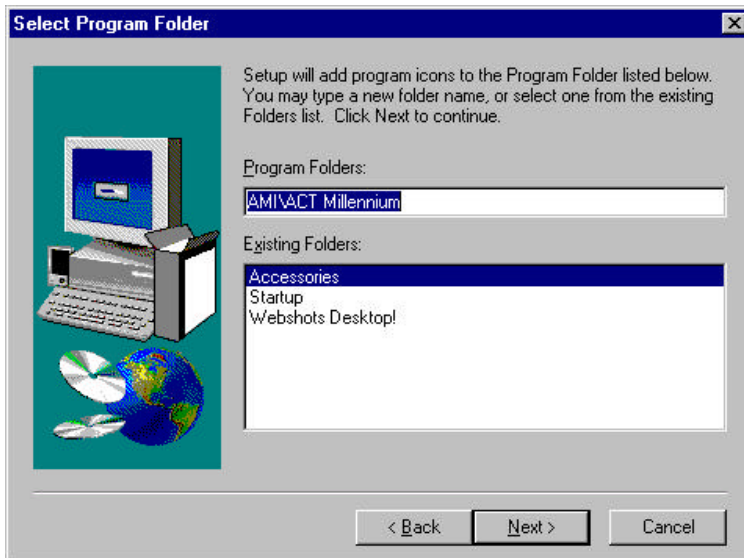 Select Program Folder
Setup will add program icons to the Program Folder listed below.
You may type a new folder name, or select one from the existing
Folders list. Click Next to continue.
Program Folders:
AMI\ACT Millennium
Existing Folders:
Accessories
Startup
Webshots Desktop!
< Back
Next >
Cancel